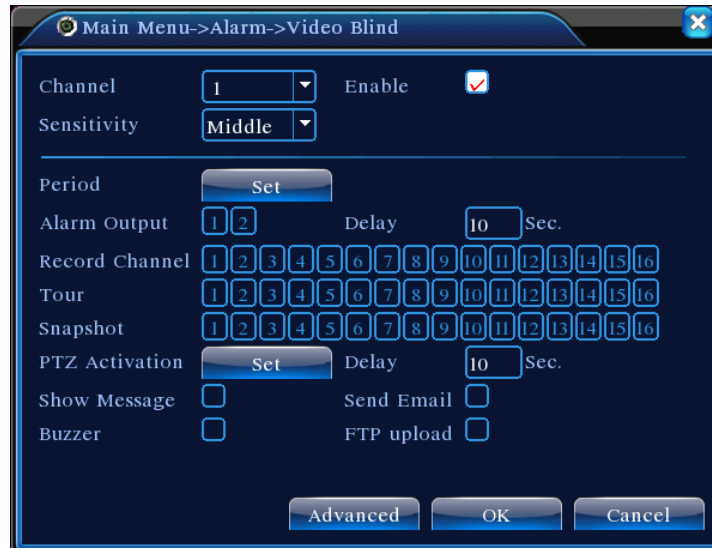 Main Menu->Alarm->Video Blind
Channel 1 Enable
Sensitivity Middle
Period Set
Alarm Output 1 2 Delay 10 Sec.
Record Channel 1 2 3 4 5 6 7 8 9 10 11 12 13 14 15 16
Tour 1 2 3 4 5 6 7 8 9 10 11 12 13 14 15 16
Snapshot 1 2 3 4 5 6 7 8 9 10 11 12 13 14 15 16
PTZ Activation Set Delay 10 Sec.
Show Message Send Email
Buzzer FTP upload
Advanced OK Cancel